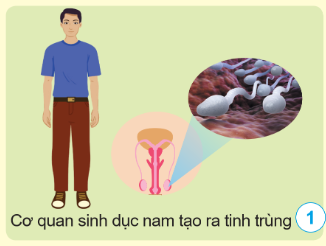 Cơ quan sinh dục nam tạo ra tinh trùng 1